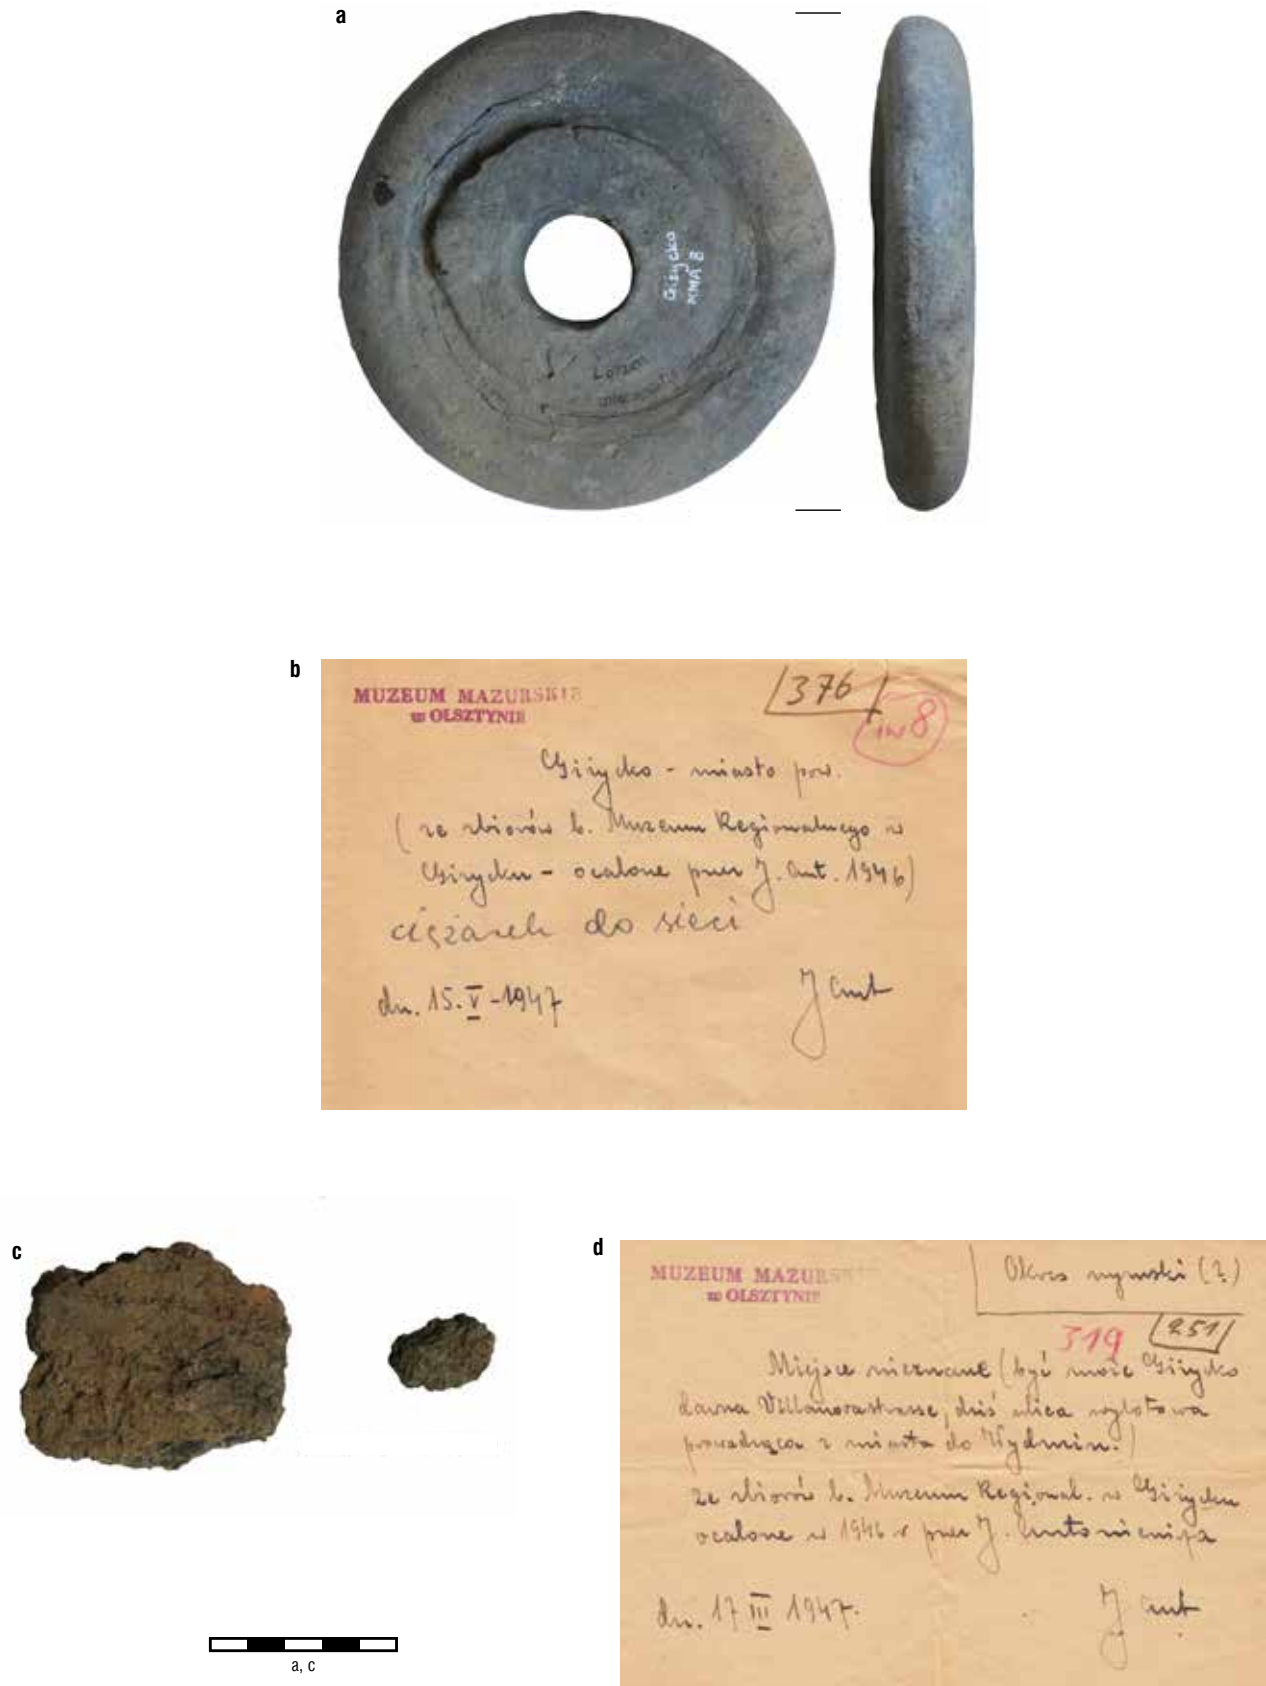 a
Giżycko
MMA 8
Lötzen
b
MUZEUM MAZURSKIE
w OLSZTYNIE
376
inw 8
Giżycko - miasto pow.
(ze zbiorów b. Muzeum Regionalnego w
Giżycku - ocalone przez J. Ant. 1946)
ciężarek do sieci
dn. 15.V-1947
J Ant
c
d
MUZEUM MAZURSKIE
w OLSZTYNIE
Okres rzymski (?)
319
251
Miejsce nieznane (być może Giżycko
dawna Villanovastrasse, dziś ulica wylotowa
prowadząca z miasta do Wydmin.)
ze zbiorów b. Muzeum Regional. w Giżycku
ocalone w 1946 r przez J. Antoniewicza
dn. 17 III 1947.
J Ant
a, c